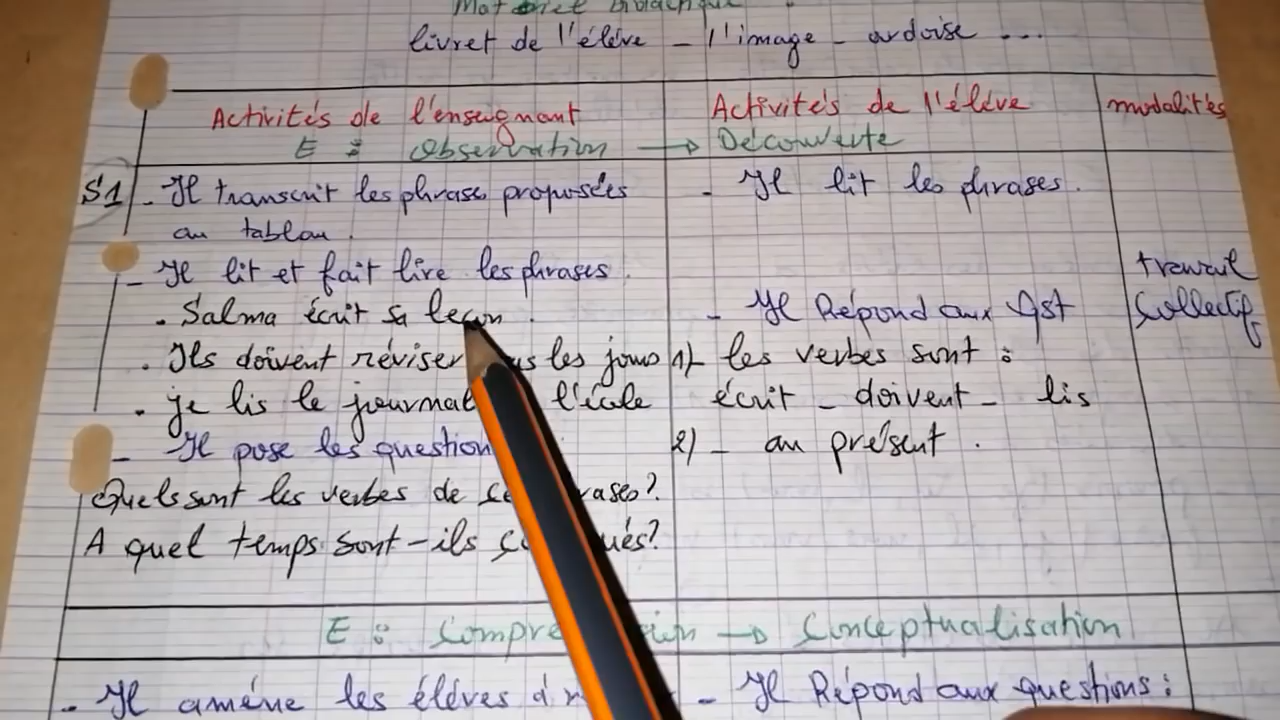 livret de l'élève - l'image - ardoise ...
Activités de l'enseignant
Activités de l'élève
modalités
E : Observation → Découverte
S1
- Il transcrit les phrase proposées
au tableau.
- Il lit et fait lire les phrases.
. Salma écrit sa leçon.
. Ils doivent réviser les jours
. je lis le journal l'école
- Il pose les question
Quels sont les verbes de
A quel temps sont-ils
- Il lit les phrases.
- Il Répond aux Qst
1) les verbes sont :
écrit - doivent - lis
2) - au présent.
travail
Collectif
E : → Conceptualisation
- Il améne les éléves à
- Il Répond aux questions :